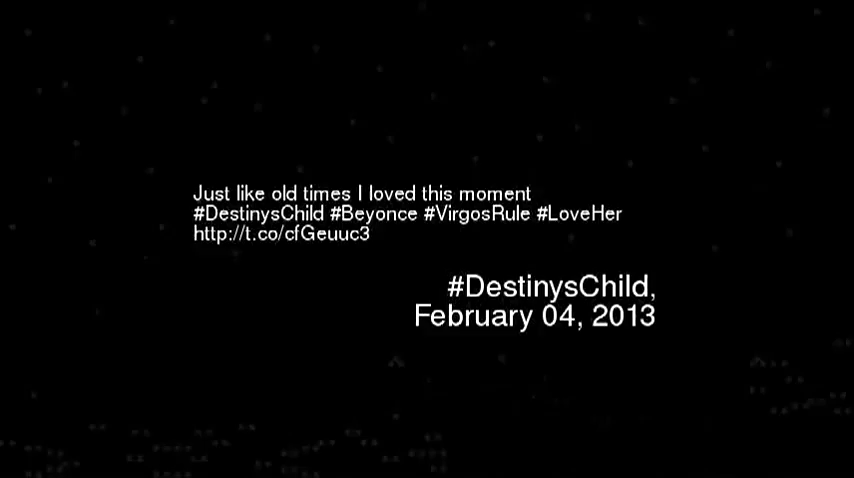 Just like old times I loved this moment
#DestinysChild #Beyonce #VirgosRule #LoveHer
http://t.co/cfGeuuc3
#DestinysChild,
February 04, 2013